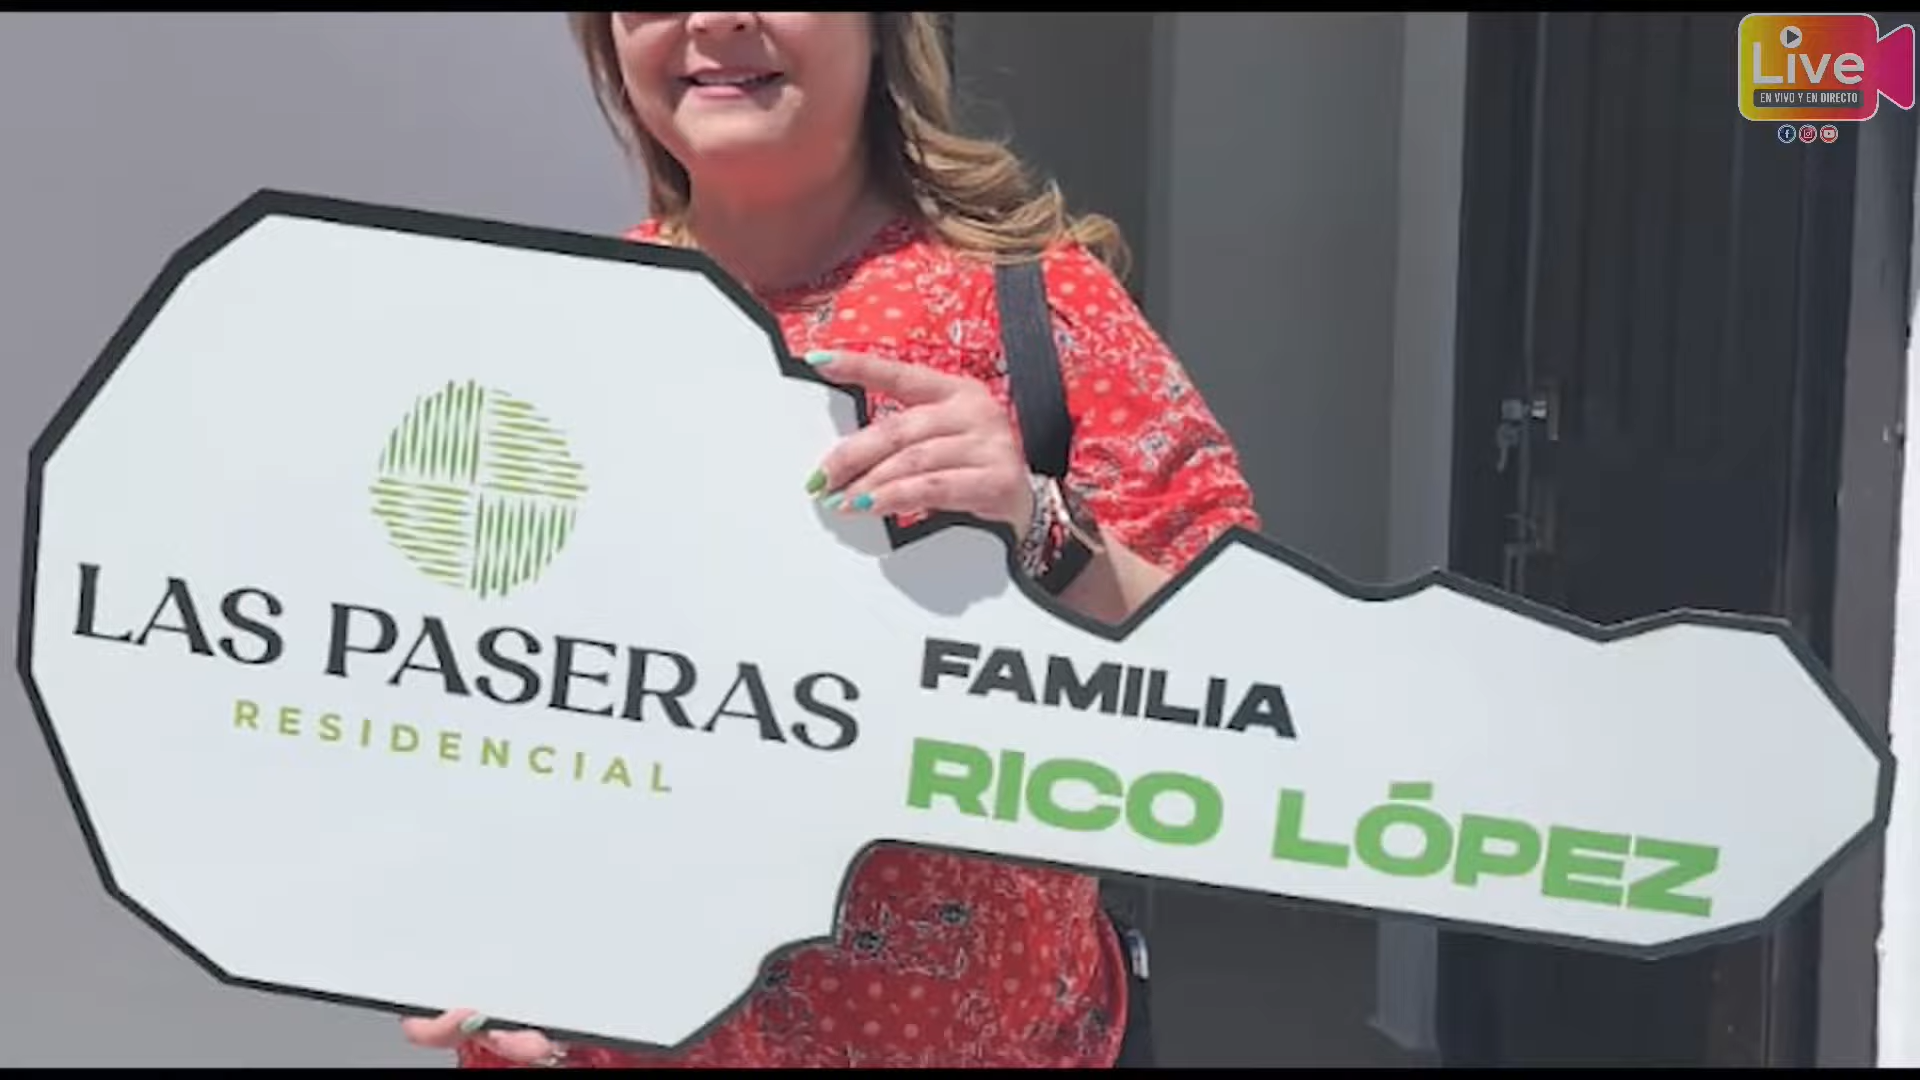 Live
EN VIVO Y EN DIRECTO
LAS PASERAS
RESIDENCIAL
FAMILIA
RICO LÓPEZ